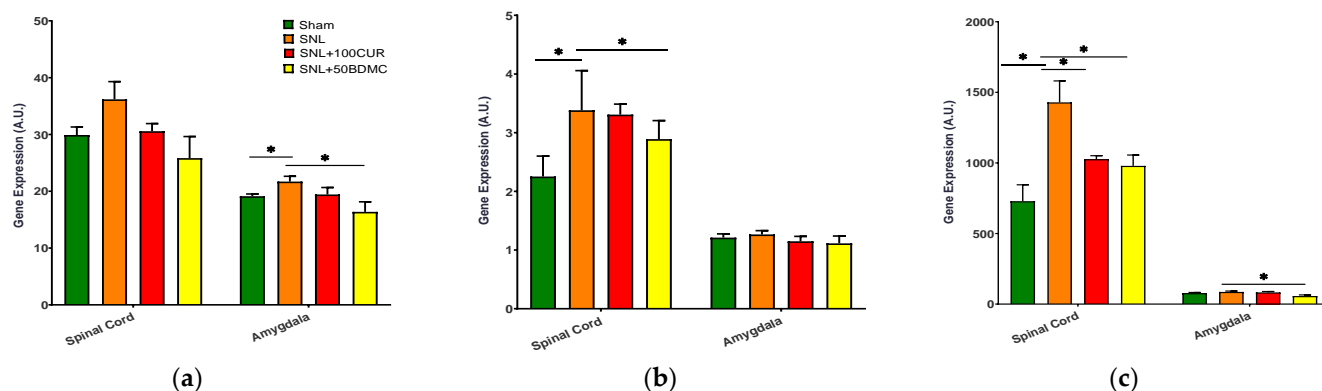 Gene Expression (A.U.)
50
40
30
20
10
0
Sham
SNL
SNL+100CUR
SNL+50BDMC
*
*
Spinal Cord
Amygdala
(a)
Gene Expression (A.U.)
5
4
3
2
1
0
*
*
Spinal Cord
Amygdala
(b)
Gene Expression (A.U.)
2000
1500
1000
500
0
*
*
*
*
Spinal Cord
Amygdala
(c)